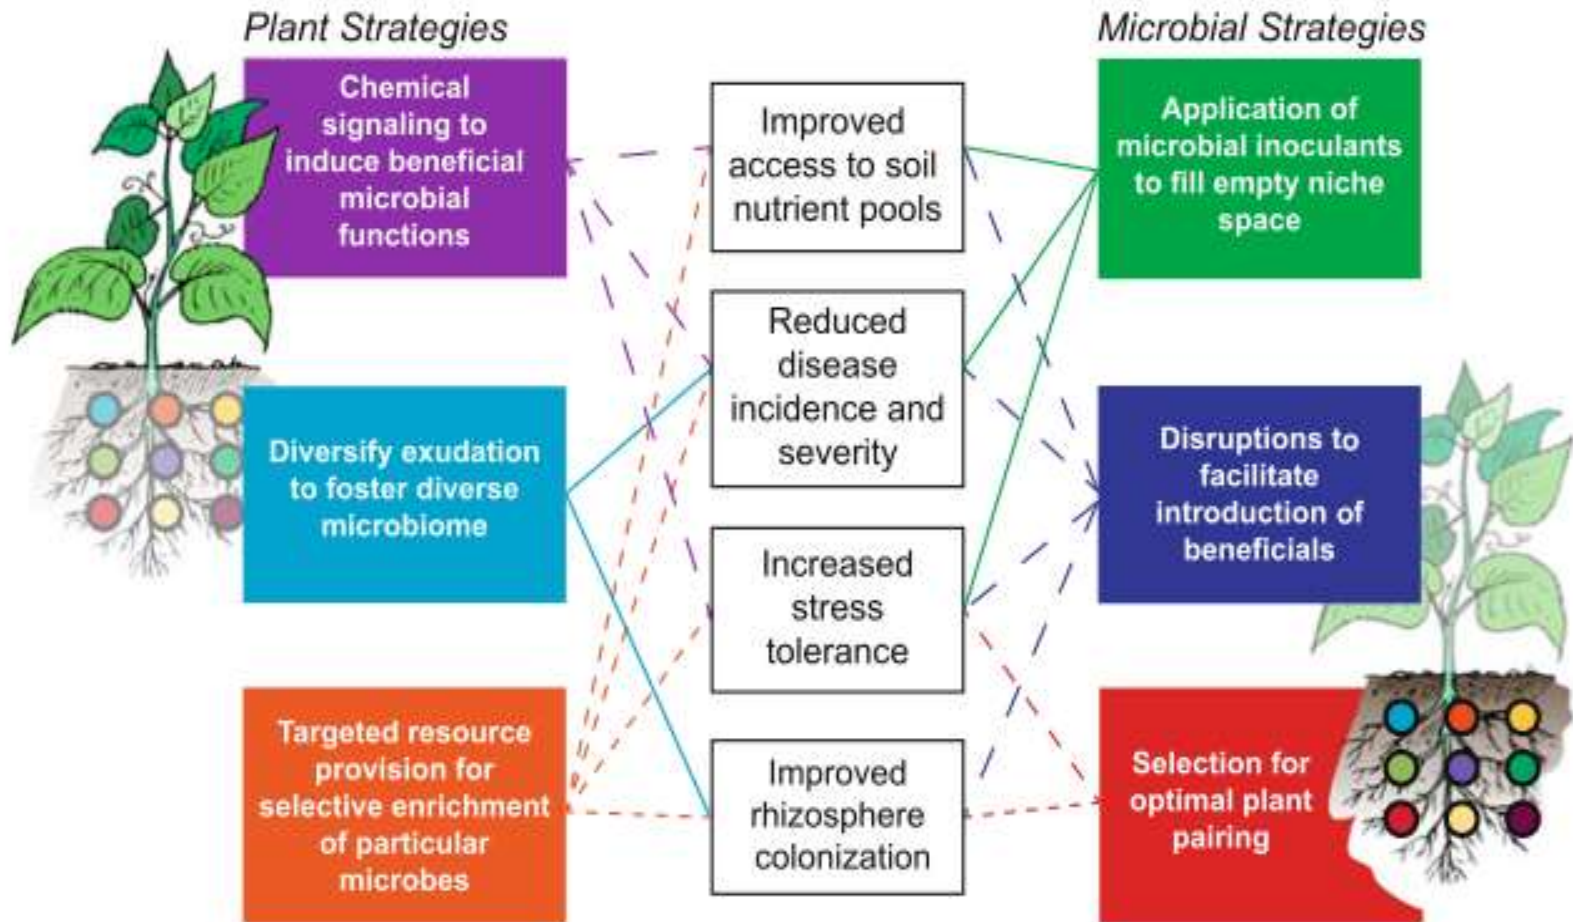 Plant Strategies
Chemical
signaling to
induce beneficial
microbial
functions
Diversify exudation
to foster diverse
microbiome
Targeted resource
provision for
selective enrichment
of particular
microbes
Improved
access to soil
nutrient pools
Reduced
disease
incidence and
severity
Increased
stress
tolerance
Improved
rhizosphere
colonization
Microbial Strategies
Application of
microbial inoculants
to fill empty niche
space
Disruptions to
facilitate
introduction of
beneficials
Selection for
optimal plant
pairing